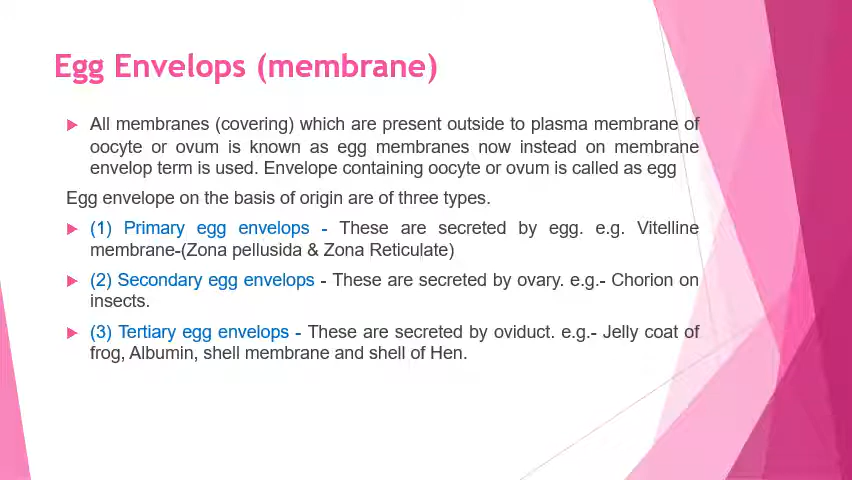 Egg Envelops (membrane)
All membranes (covering) which are present outside to plasma membrane of
oocyte or ovum is known as egg membranes now instead on membrane
envelop term is used. Envelope containing oocyte or ovum is called as egg
Egg envelope on the basis of origin are of three types.
(1) Primary egg envelops - These are secreted by egg. e.g. Vitelline
membrane-(Zona pellusida & Zona Reticulate)
(2) Secondary egg envelops - These are secreted by ovary. e.g.- Chorion on
insects.
(3) Tertiary egg envelops - These are secreted by oviduct. e.g.- Jelly coat of
frog, Albumin, shell membrane and shell of Hen.